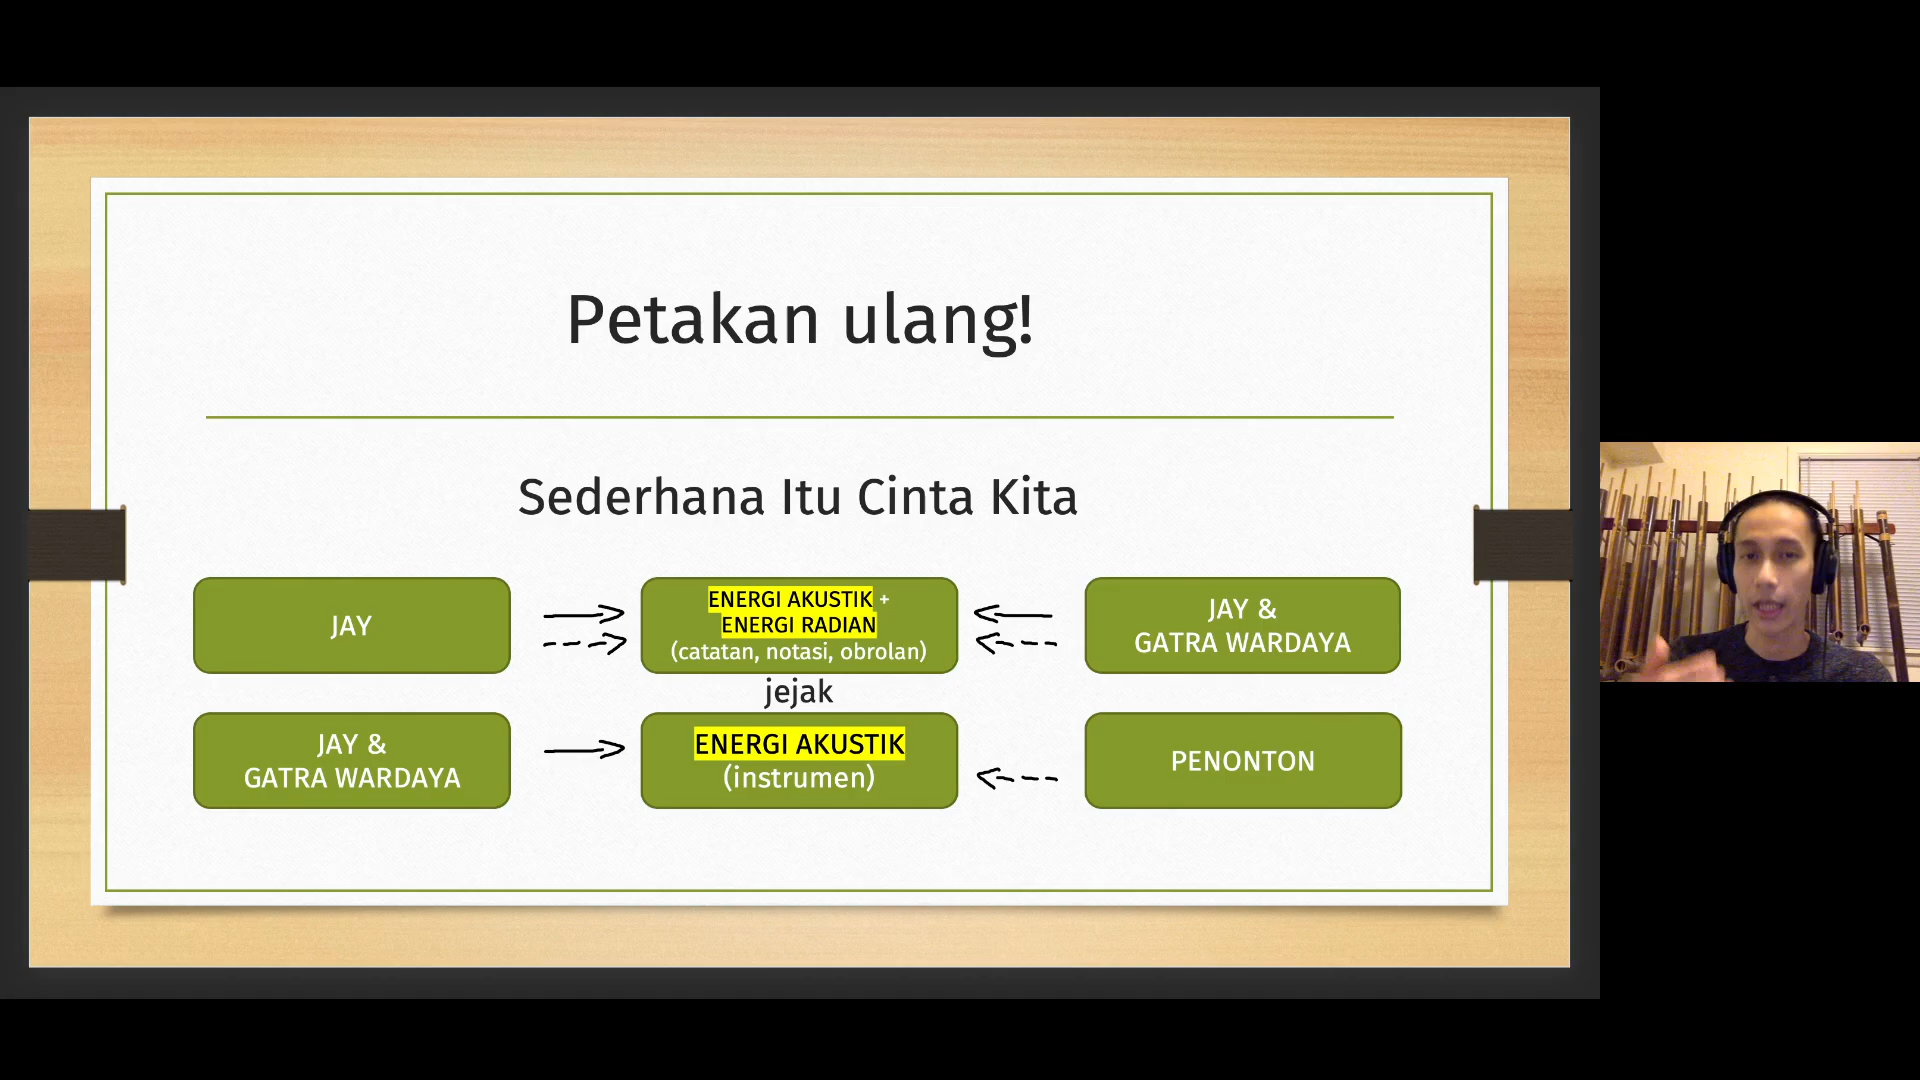 Petakan ulang!
Sederhana Itu Cinta Kita
JAY
ENERGI AKUSTIK +
ENERGI RADIAN
(catatan, notasi, obrolan)
JAY &
GATRA WARDAYA
jejak
JAY &
GATRA WARDAYA
ENERGI AKUSTIK
(instrumen)
PENONTON